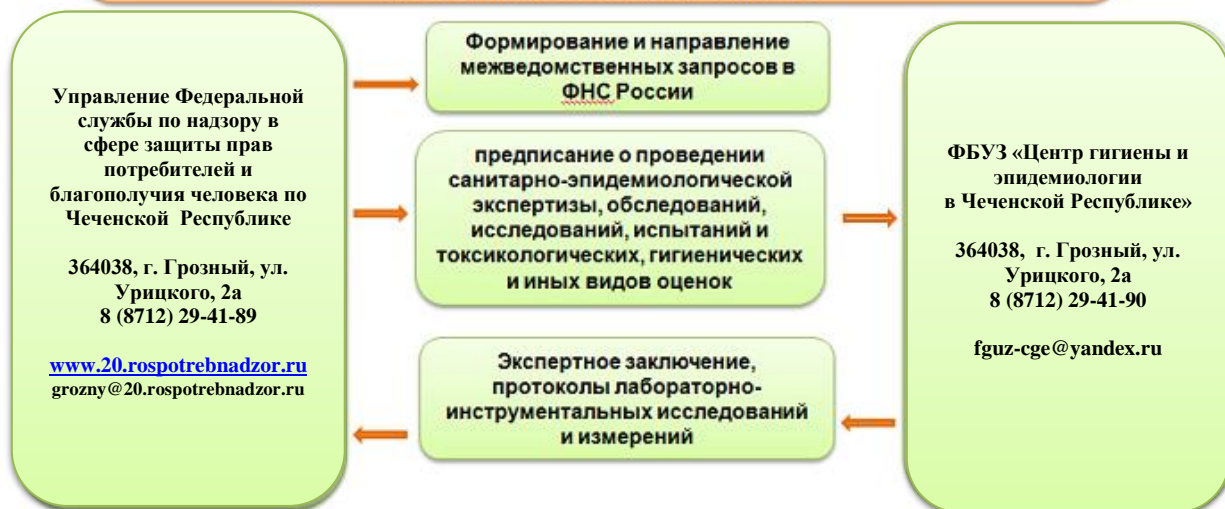 Управление Федеральной
службы по надзору в
сфере защиты прав
потребителей и
благополучия человека по
Чеченской Республике
364038, г. Грозный, ул.
Урицкого, 2а
8 (8712) 29-41-89
www.20.rospotrebnadzor.ru
grozny@20.rospotrebnadzor.ru
Формирование и направление
межведомственных запросов в
ФНС России
предписание о проведении
санитарно-эпидемиологической
экспертизы, обследований,
исследований, испытаний и
токсикологических, гигиенических
и иных видов оценок
Экспертное заключение,
протоколы лабораторно-
инструментальных исследований
и измерений
ФБУЗ «Центр гигиены и
эпидемиологии
в Чеченской Республике»
364038, г. Грозный, ул.
Урицкого, 2а
8 (8712) 29-41-90
fguz-cge@yandex.ru